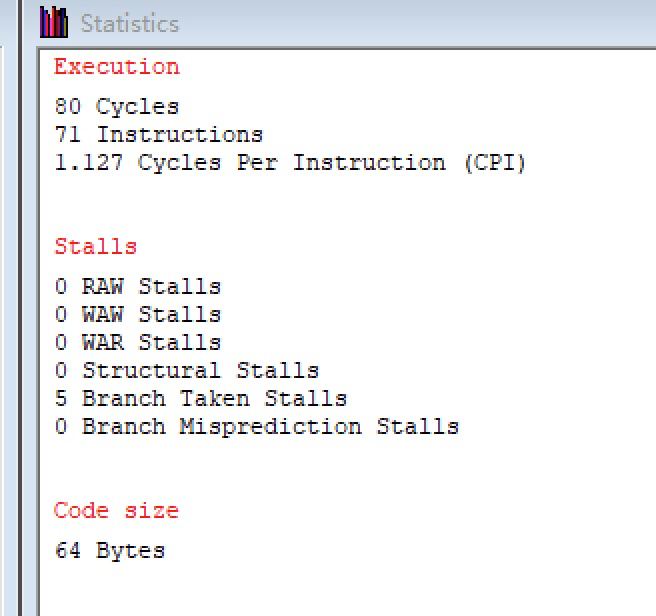 Statistics
Execution
80 Cycles
71 Instructions
1.127 Cycles Per Instruction (CPI)
Stalls
0 RAW Stalls
0 WAW Stalls
0 WAR Stalls
0 Structural Stalls
5 Branch Taken Stalls
0 Branch Misprediction Stalls
Code size
64 Bytes